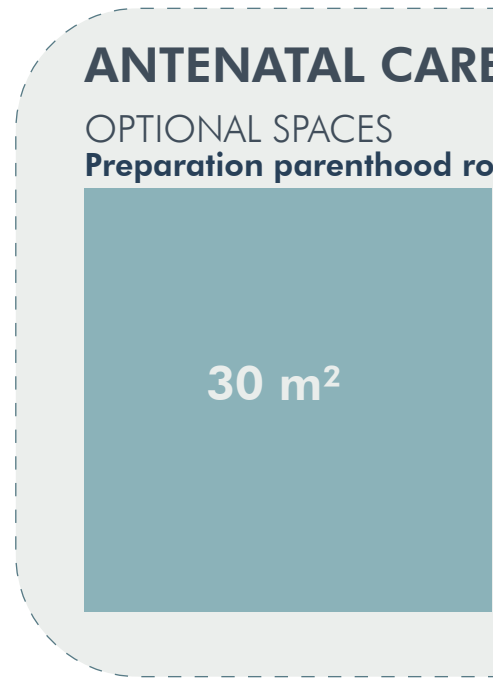 ANTENATAL CARE
OPTIONAL SPACES
Preparation parenthood ro
30 m²